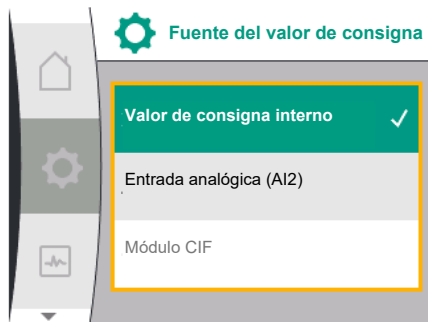 Fuente del valor de consigna
Valor de consigna interno
Entrada analógica (AI2)
Módulo CIF